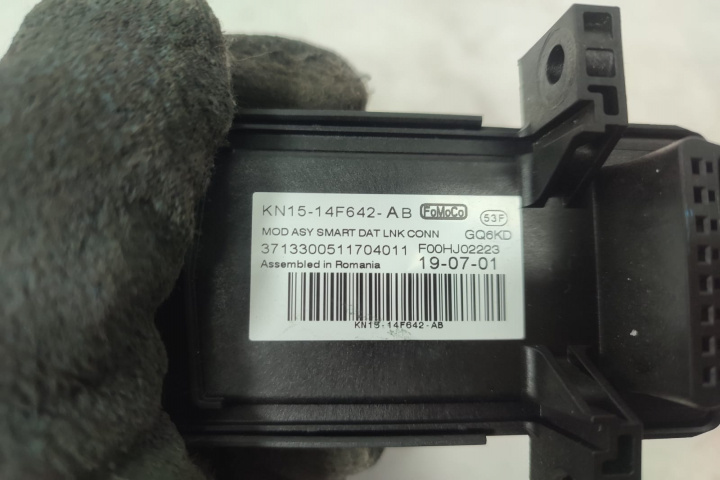 KN15-14F642-AB FoMoCo 53F
MOD ASY SMART DAT LNK CONN GQ6KD
3713300511704011 F00HJ02223
Assembled in Romania 19-07-01
KN15-14F642-AB